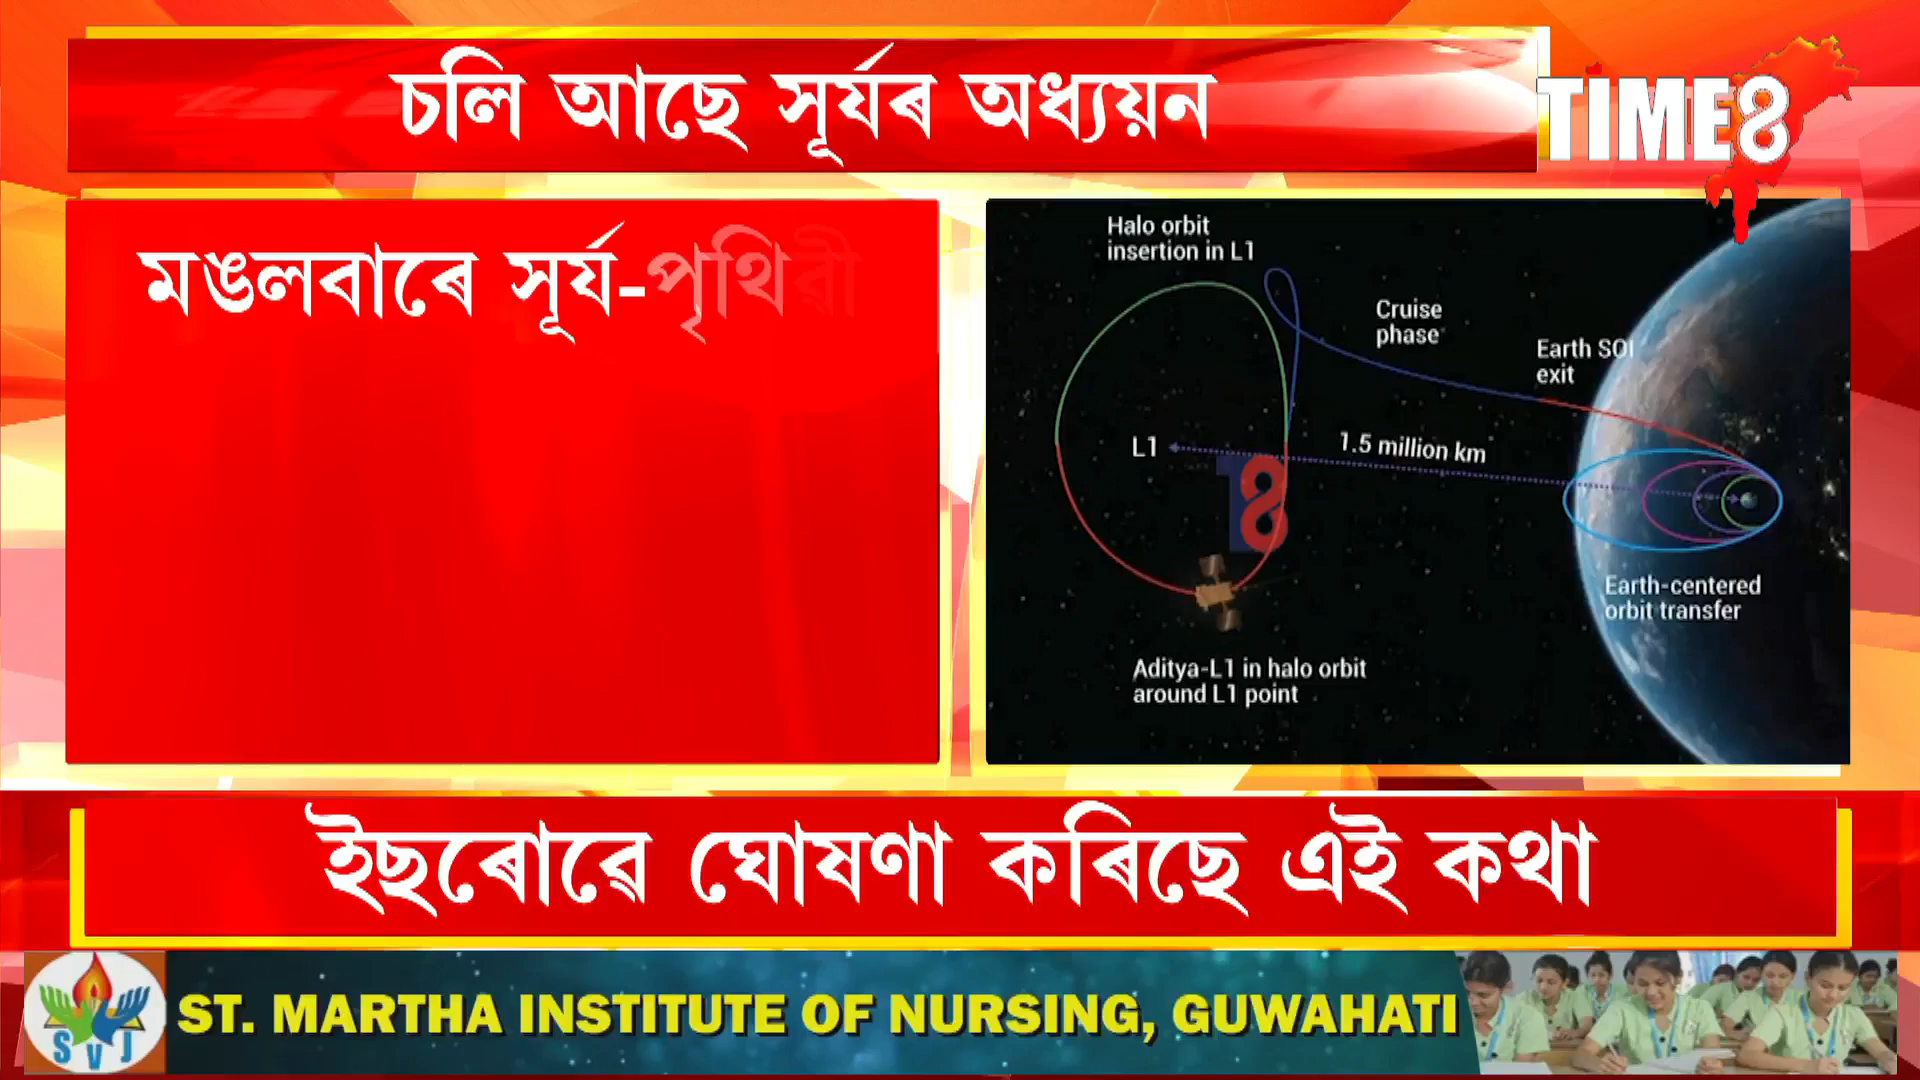 চলি আছে সূৰ্যৰ অধ্যয়ন
TIME8
মঙলবাৰে সূৰ্য-পৃথিৱী
Halo orbit
insertion in L1
Cruise
phase
Earth SOI
exit
L1
1.5 million km
T8
Earth-centered
orbit transfer
Aditya-L1 in halo orbit
around L1 point
ইছৰোৱে ঘোষণা কৰিছে এই কথা
SVJ
ST. MARTHA INSTITUTE OF NURSING, GUWAHATI